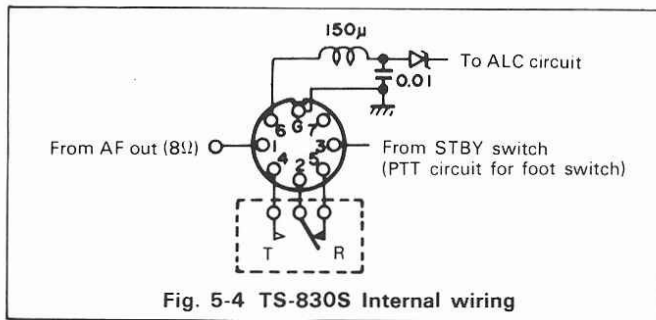 150μ
To ALC circuit
0.01
G
6 7
From AF out (8Ω) 1 3 From STBY switch
(PTT circuit for foot switch)
4 2 5
T R
Fig. 5-4 TS-830S Internal wiring